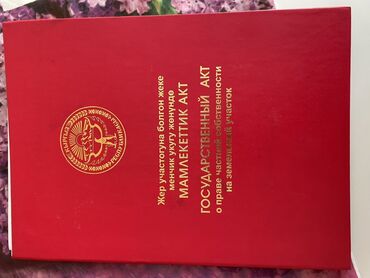 Жер участогуна болгон жеке
менчик укугу жөнүндө
МАМЛЕКЕТТИК АКТ
ГОСУДАРСТВЕННЫЙ АКТ
о праве частной собственности
на земельный участок